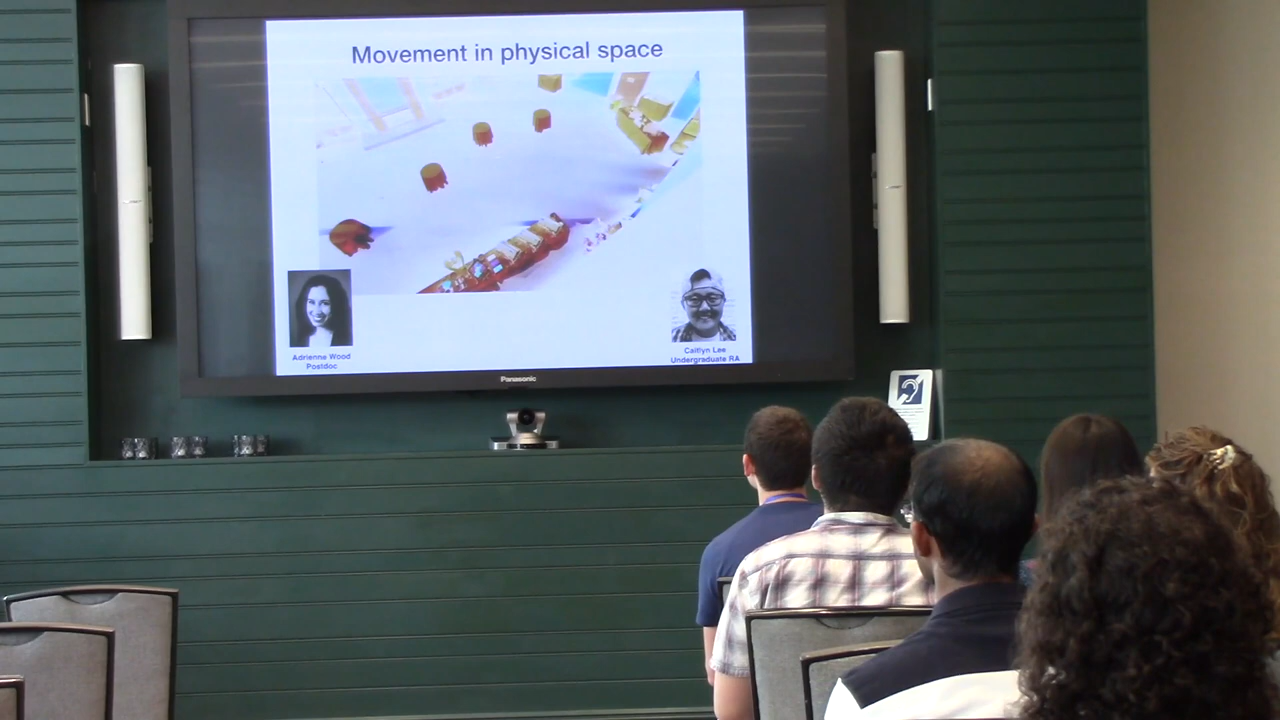 Movement in physical space
Adrienne Wood
Postdoc
Caitlyn Lee
Undergraduate RA
Panasonic